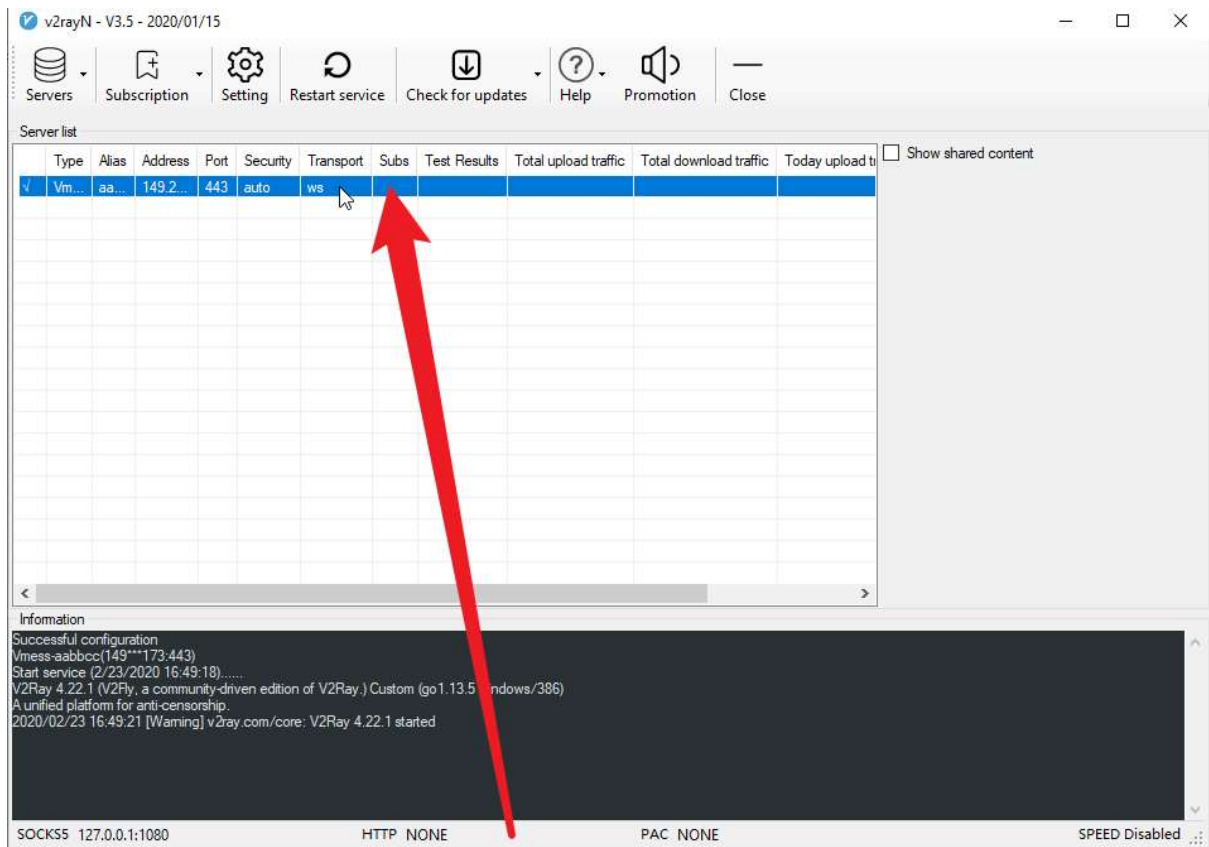 v2rayN - V3.5 - 2020/01/15
Servers Subscription Setting Restart service Check for updates Help Promotion Close
Server list
Type Alias Address Port Security Transport Subs Test Results Total upload traffic Total download traffic Today upload
Show shared content
√ Vm... aa... 149.2... 443 auto ws
Information
Successful configuration
Vmess-aabbcc(149***173:443)
Start service (2/23/2020 16:49:18)......
V2Ray 4.22.1 (V2Fly, a community-driven edition of V2Ray.) Custom (go1.13.5 /386)
A unified platform for anti-censorship.
2020/02/23 16:49:21 [Warning] v2ray.com/core: V2Ray 4.22.1 started
SOCKS5 127.0.0.1:1080 HTTP NONE PAC NONE SPEED Disabled